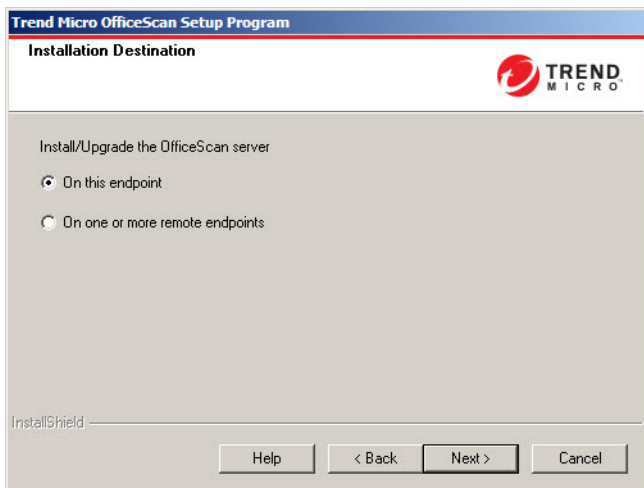 Trend Micro OfficeScan Setup Program
Installation Destination
TREND
MICRO™
Install/Upgrade the OfficeScan server
On this endpoint
On one or more remote endpoints
InstallShield
Help
< Back
Next >
Cancel